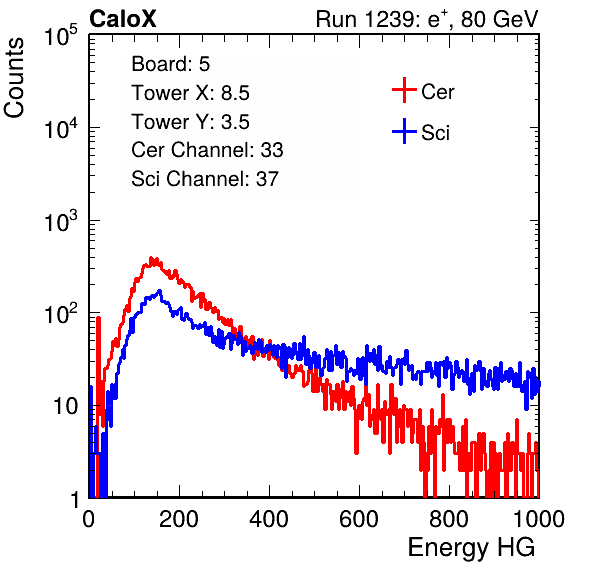 CaloX Run 1239: e⁺, 80 GeV
Counts
10⁵
10⁴
10³
10²
10
1
Board: 5
Tower X: 8.5
Tower Y: 3.5
Cer Channel: 33
Sci Channel: 37
Cer
Sci
0 200 400 600 800 1000
Energy HG